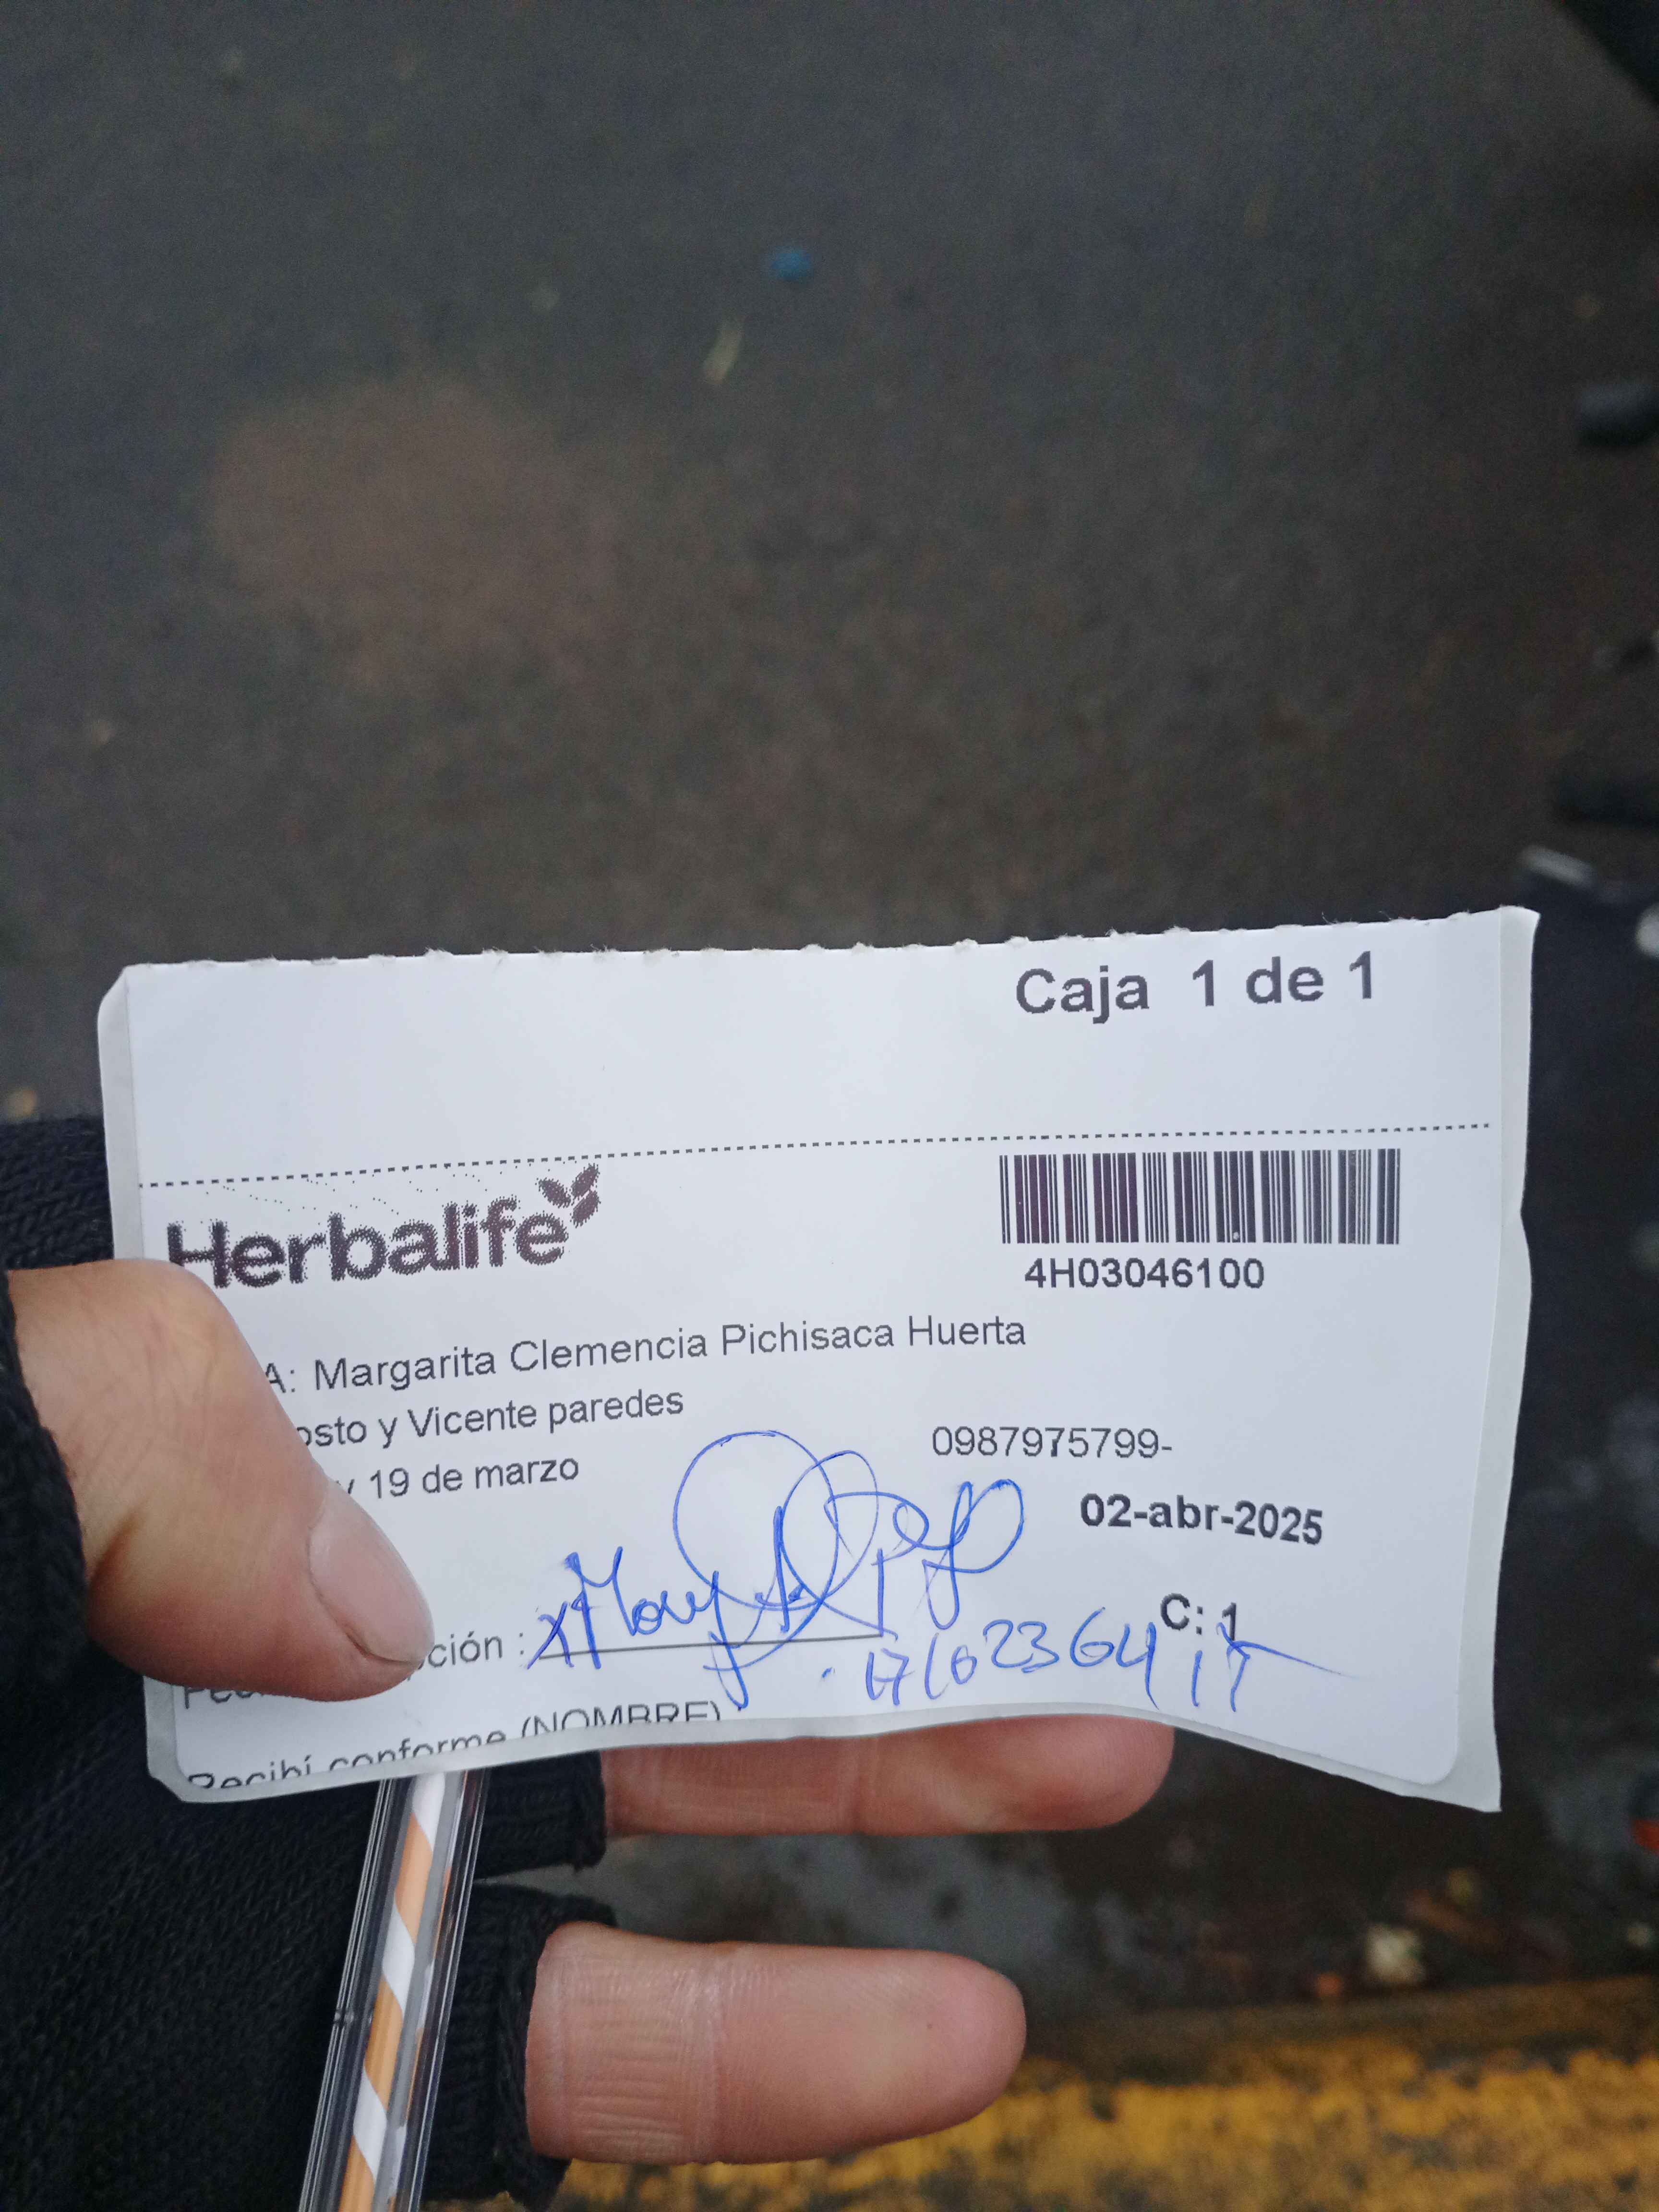 Caja 1 de 1
Herbalife
4H03046100
A: Margarita Clemencia Pichisaca Huerta
osto y Vicente paredes
0987975799-
y 19 de marzo
02-abr-2025
C: 1
ción :
Recibí conforme (NOMBRE)